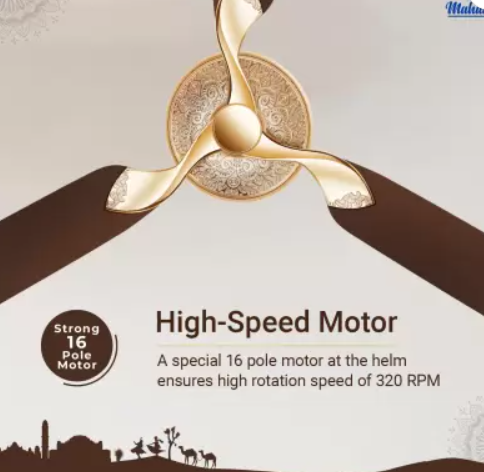 Strong
16
Pole
Motor
High-Speed Motor
A special 16 pole motor at the helm
ensures high rotation speed of 320 RPM